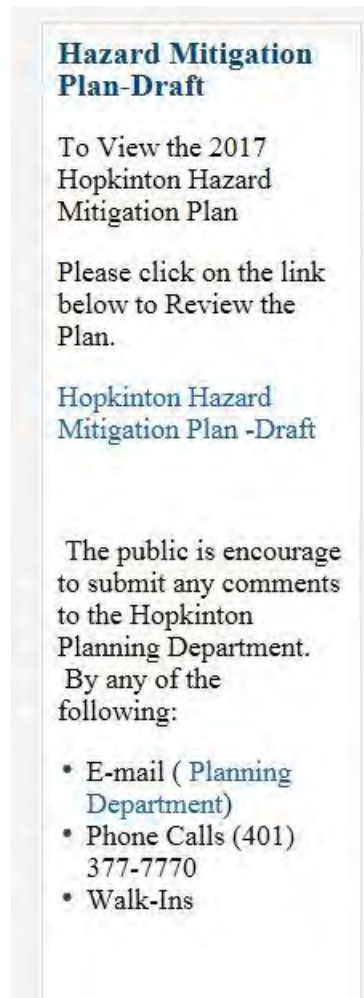 Hazard Mitigation
Plan-Draft
To View the 2017
Hopkinton Hazard
Mitigation Plan
Please click on the link
below to Review the
Plan.
Hopkinton Hazard
Mitigation Plan -Draft
The public is encourage
to submit any comments
to the Hopkinton
Planning Department.
By any of the
following:
• E-mail ( Planning
Department)
• Phone Calls (401)
377-7770
• Walk-Ins